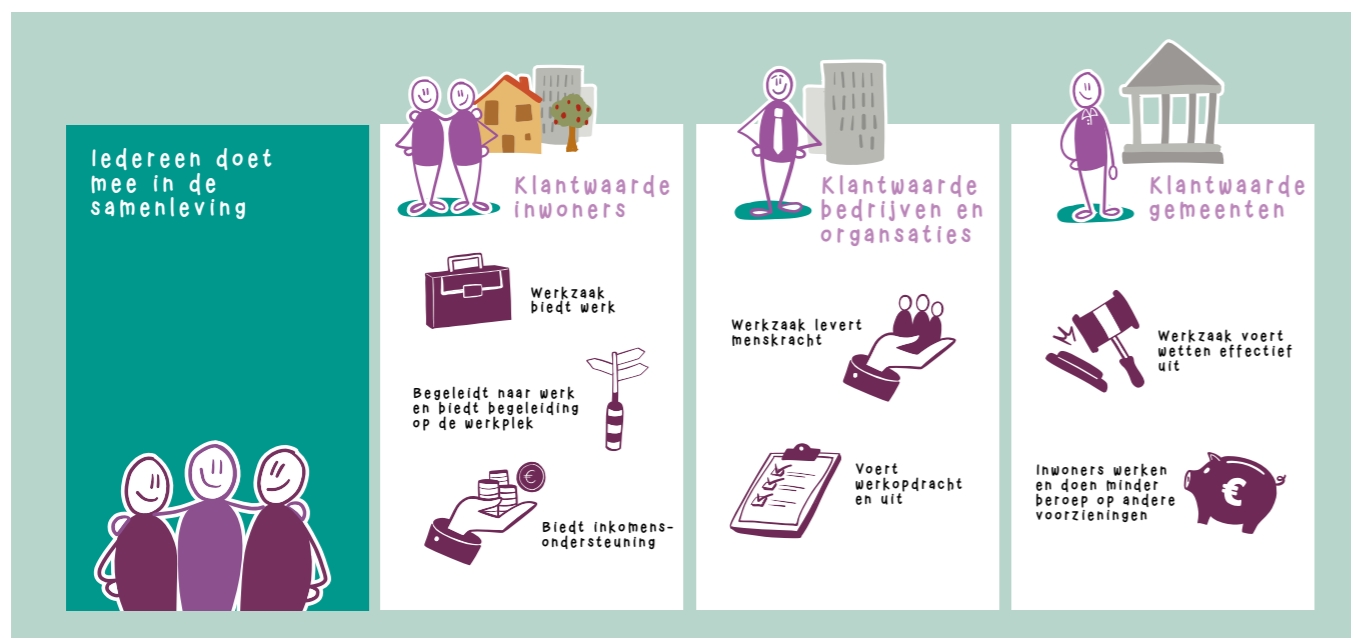 Iedereen doet
mee in de
samenleving
Klantwaarde
inwoners
Werkzaak
biedt werk
Begeleidt naar werk
en biedt begeleiding
op de werkplek
€
Biedt inkomens-
ondersteuning
Klantwaarde
bedrijven en
organsaties
Werkzaak levert
menskracht
Voert
werkopdracht
en uit
Klantwaarde
gemeenten
Werkzaak voert
wetten effectief
uit
Inwoners werken
en doen minder
beroep op andere
voorzieningen
€